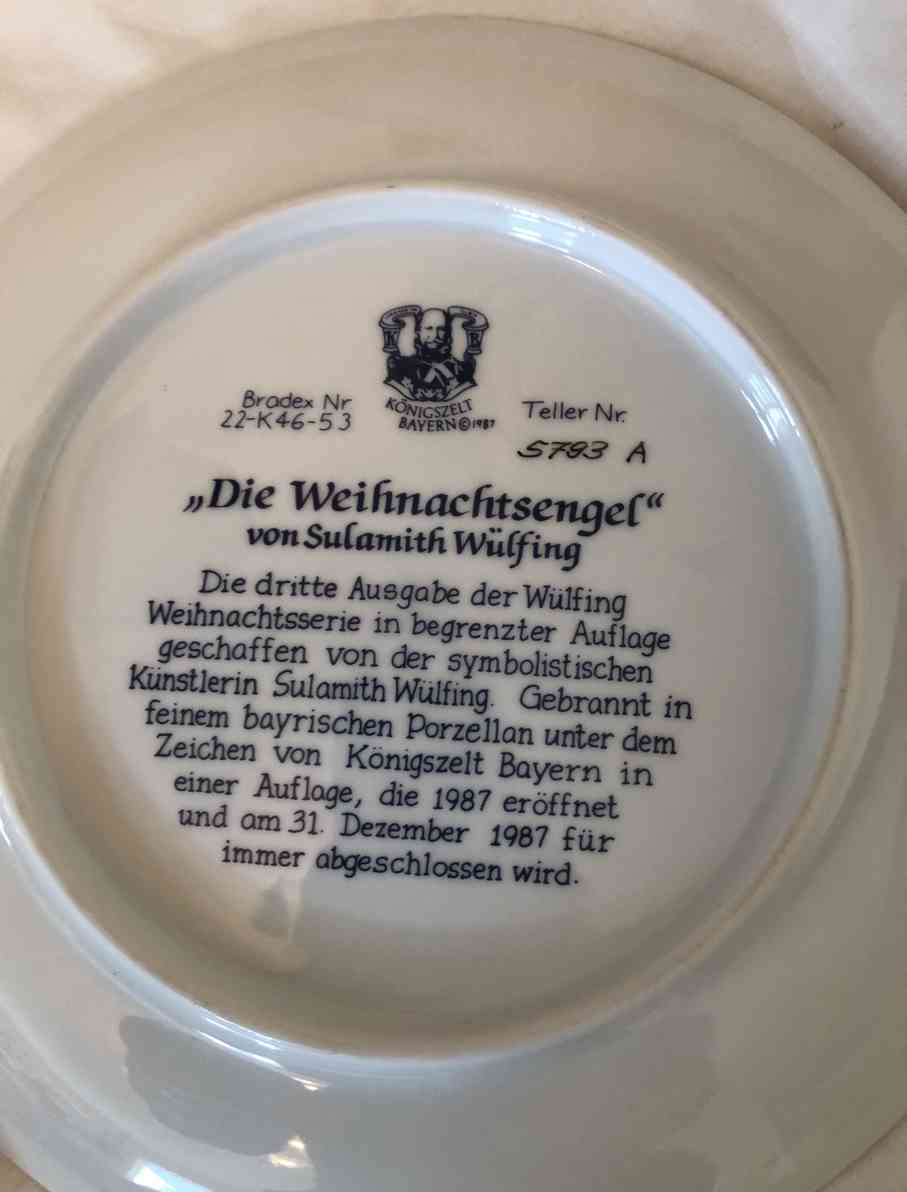 K K
KÖNIGSZELT
BAYERN © 1987
Bradex Nr
22-K46-53
Teller Nr.
5793 A
„Die Weihnachtsengel“
von Sulamith Wülfing
Die dritte Ausgabe der Wülfing
Weihnachtsserie in begrenzter Auflage
geschaffen von der symbolistischen
Künstlerin Sulamith Wülfing. Gebrannt in
feinem bayrischen Porzellan unter dem
Zeichen von Königszelt Bayern in
einer Auflage, die 1987 eröffnet
und am 31. Dezember 1987 für
immer abgeschlossen wird.